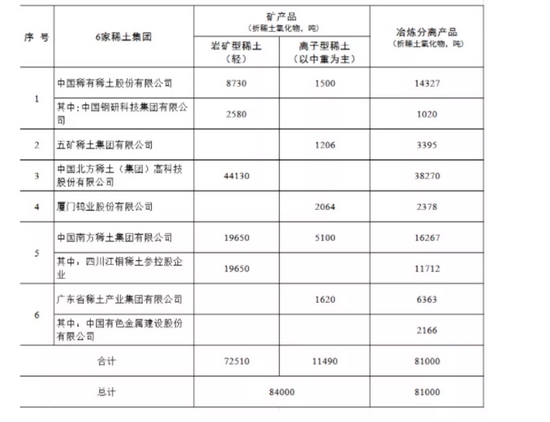 序 号 6家稀土集团 矿产品 冶炼分离产品
(折稀土氧化物，吨) (折稀土氧化物，吨)
岩矿型稀土 离子型稀土
(轻) (以中重为主)
1 中国稀有稀土股份有限公司 8730 1500 14327
其中:中国钢研科技集团有限公 2580 1020
司
2 五矿稀土集团有限公司 1206 3395
3 中国北方稀土（集团）高科技 44130 38270
股份有限公司
4 厦门钨业股份有限公司 2064 2378
5 中国南方稀土集团有限公司 19650 5100 16267
其中，四川江铜稀土参控股企 19650 11712
业
6 广东省稀土产业集团有限公司 1620 6363
其中，中国有色金属建设股份 2166
有限公司
合计 72510 11490 81000
总计 84000 81000